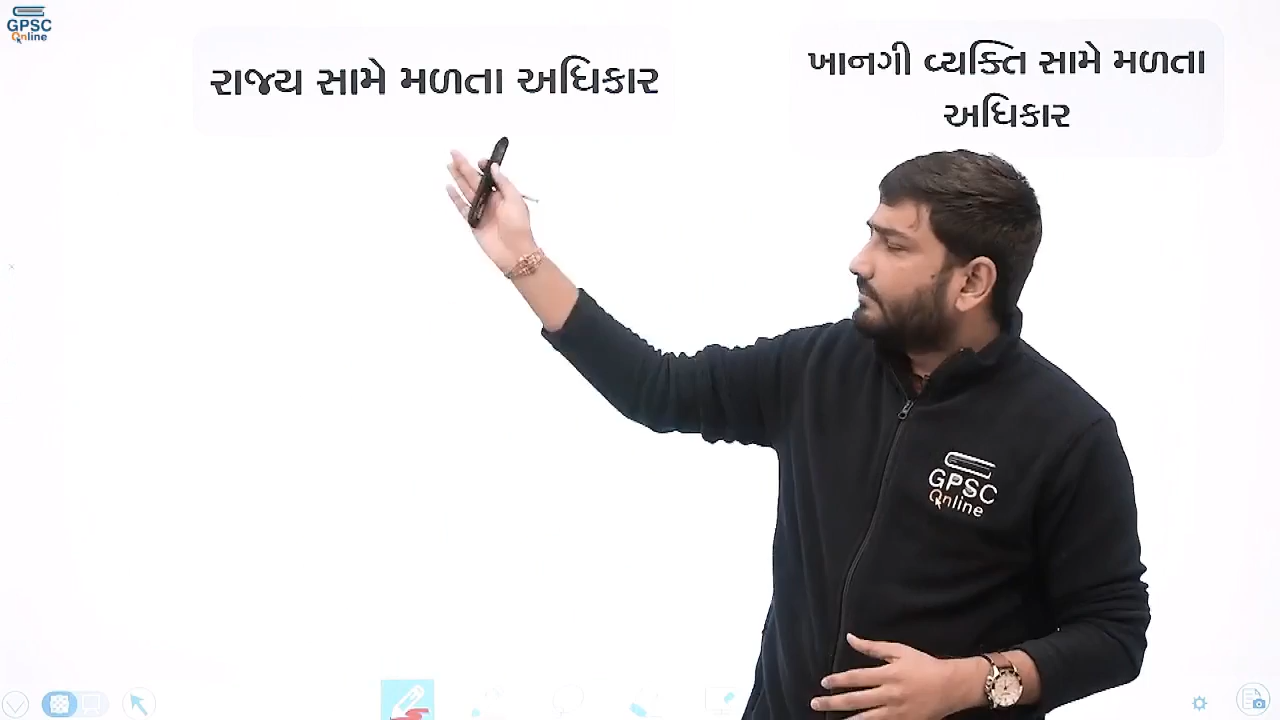 GPSC
Online
રાજ્ય સામે મળતા અધિકાર
ખાનગી વ્યક્તિ સામે મળતા
અધિકાર
GPSC
Online